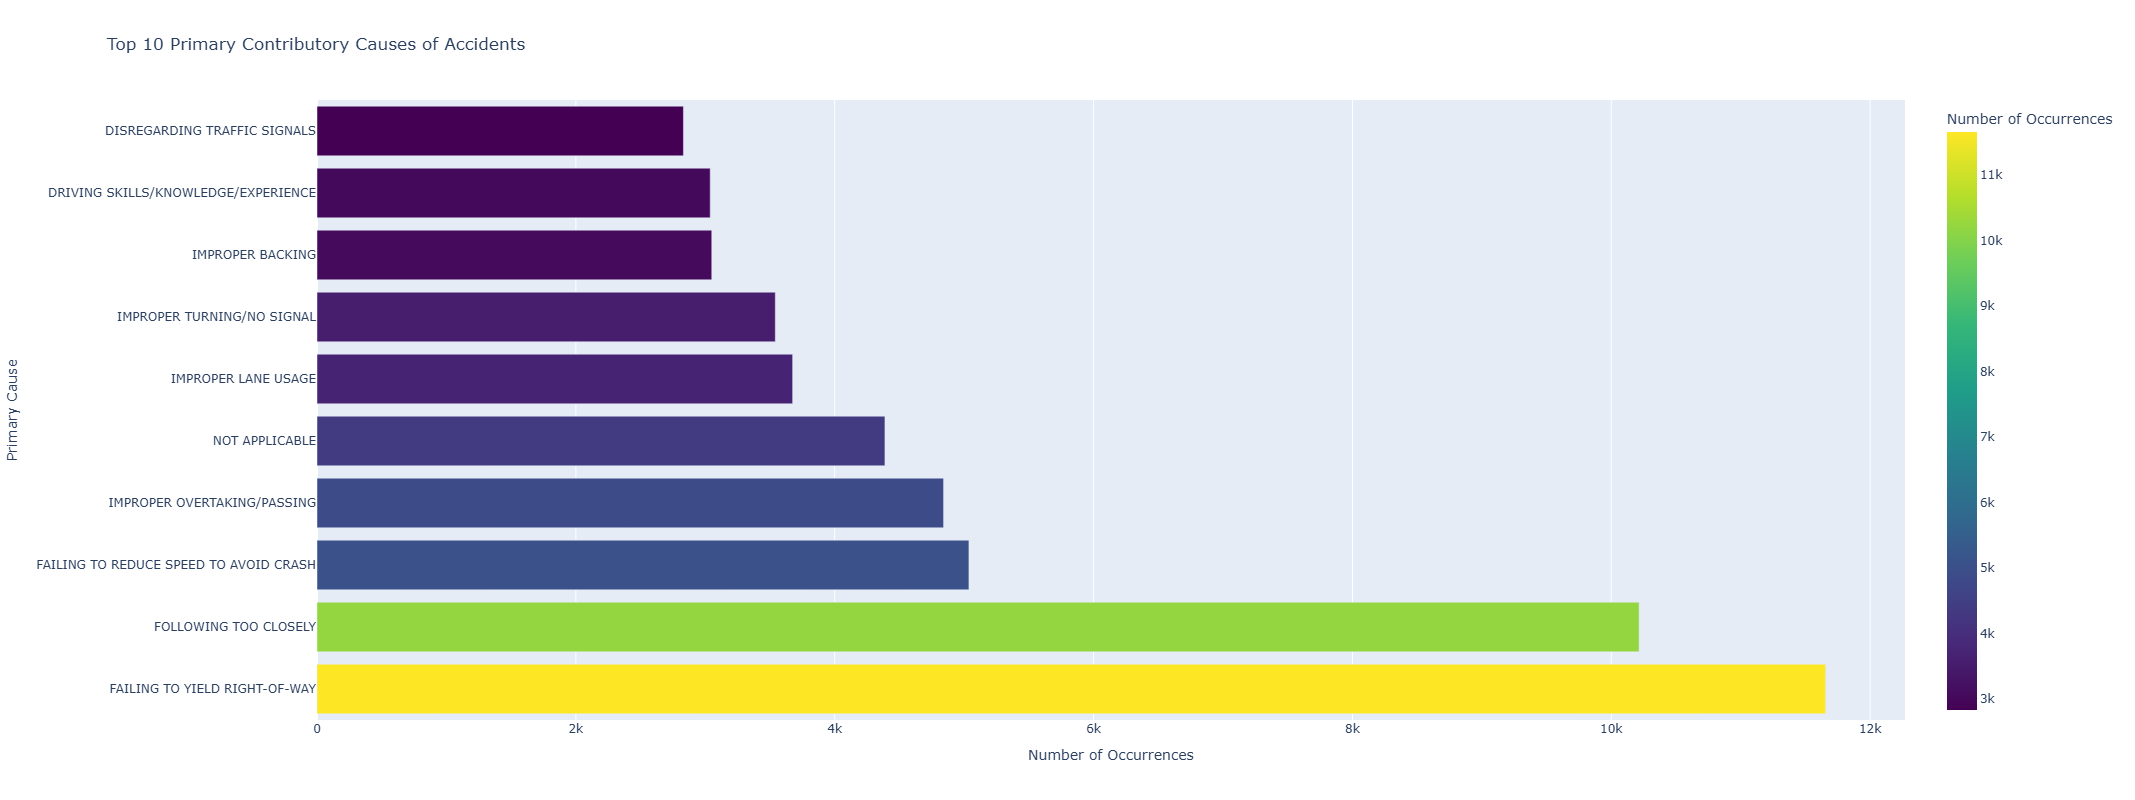 Top 10 Primary Contributory Causes of Accidents
Primary Cause
DISREGARDING TRAFFIC SIGNALS
DRIVING SKILLS/KNOWLEDGE/EXPERIENCE
IMPROPER BACKING
IMPROPER TURNING/NO SIGNAL
IMPROPER LANE USAGE
NOT APPLICABLE
IMPROPER OVERTAKING/PASSING
FAILING TO REDUCE SPEED TO AVOID CRASH
FOLLOWING TOO CLOSELY
FAILING TO YIELD RIGHT-OF-WAY
0 2k 4k 6k 8k 10k 12k
Number of Occurrences
Number of Occurrences
11k
10k
9k
8k
7k
6k
5k
4k
3k